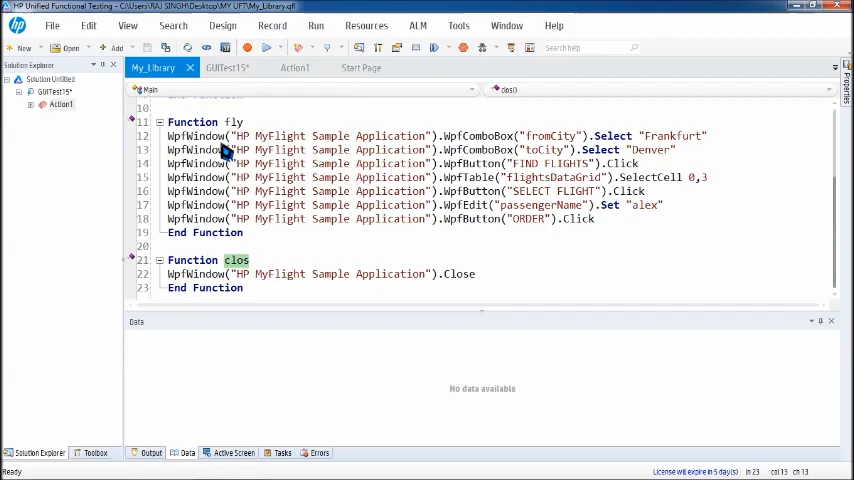 HP Unified Functional Testing - C:\Users\RAJ SINGH\Desktop\MY UFT\My_Library.qfl
hp File Edit View Search Design Record Run Resources ALM Tools Window Help
New Open Add Search help
Solution Explorer
Solution Untitled
GUITest15*
Action1
My_Library GUITest15* Action1 Start Page
Main clos()
10
11 Function fly
12 WpfWindow("HP MyFlight Sample Application").WpfComboBox("fromCity").Select "Frankfurt"
13 WpfWindow("HP MyFlight Sample Application").WpfComboBox("toCity").Select "Denver"
14 WpfWindow("HP MyFlight Sample Application").WpfButton("FIND FLIGHTS").Click
15 WpfWindow("HP MyFlight Sample Application").WpfTable("flightsDataGrid").SelectCell 0,3
16 WpfWindow("HP MyFlight Sample Application").WpfButton("SELECT FLIGHT").Click
17 WpfWindow("HP MyFlight Sample Application").WpfEdit("passengerName").Set "alex"
18 WpfWindow("HP MyFlight Sample Application").WpfButton("ORDER").Click
19 End Function
20
21 Function clos
22 WpfWindow("HP MyFlight Sample Application").Close
23 End Function
Properties
Data
No data available
Solution Explorer Toolbox Output Data Active Screen Tasks Errors
Ready License will expire in 5 day(s) ln 23 col 13 ch 13